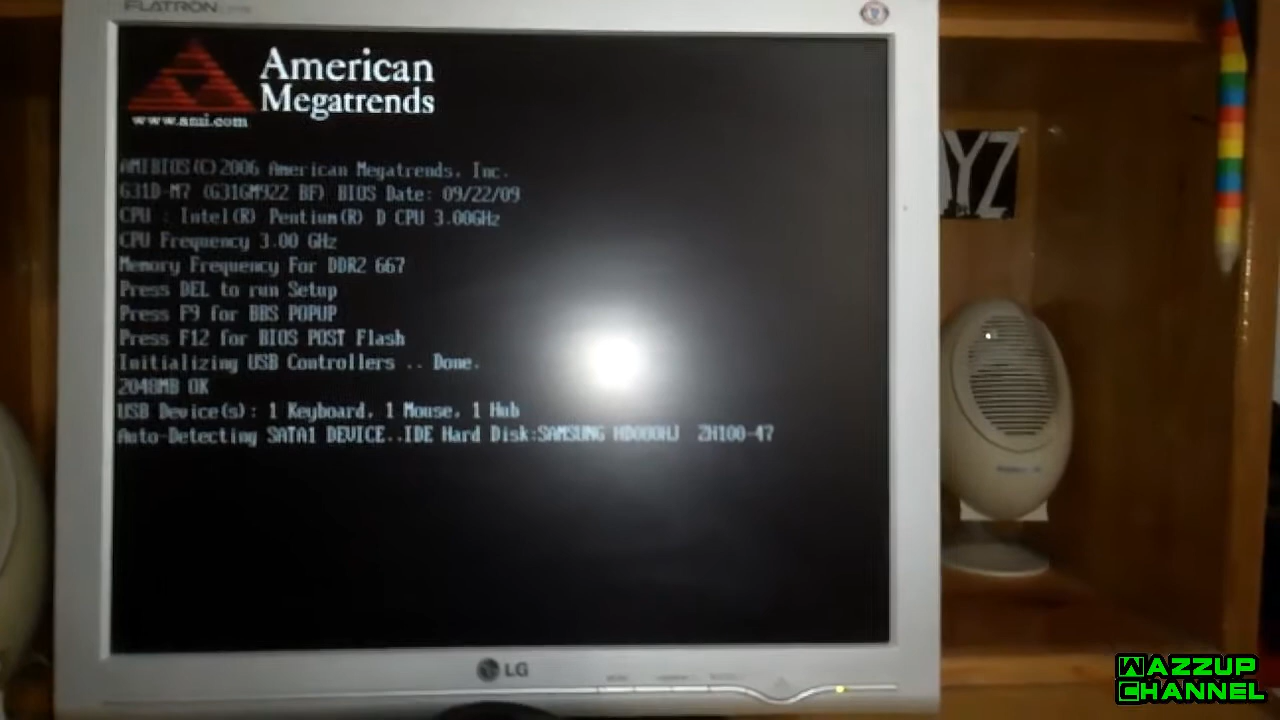 FLATRON
American
Megatrends
www.ami.com
AMIBIOS(C)2006 American Megatrends, Inc.
G31D-M7 (G31GM922 BF) BIOS Date: 09/22/09
CPU : Intel(R) Pentium(R) D CPU 3.00GHz
CPU Frequency 3.00 GHz
Memory Frequency For DDR2 667
Press DEL to run Setup
Press F9 for BBS POPUP
Press F12 for BIOS POST Flash
Initializing USB Controllers .. Done.
2048MB OK
USB Device(s): 1 Keyboard, 1 Mouse, 1 Hub
Auto-Detecting SATA1 DEVICE..IDE Hard Disk:SAMSUNG ZH100-47
YZ
LG
WAZZUP
CHANNEL